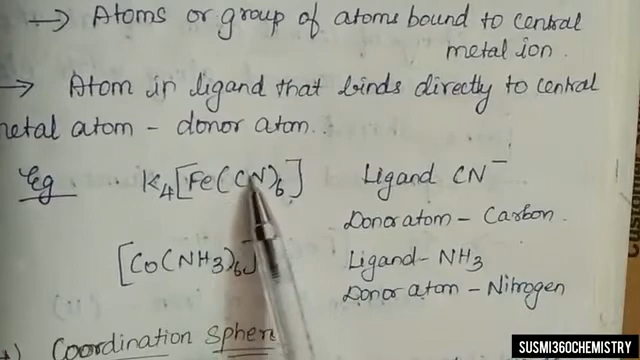 → Atoms or group of atoms bound to central
metal ion.
→ Atom in ligand that binds directly to central
metal atom - donor atom.
Eg K4[Fe(CN)6] Ligand CN⁻
Donor atom - Carbon.
[Co(NH3)6] Ligand - NH3
Donor atom - Nitrogen
Coordination Sphere
SUSMI360CHEMISTRY